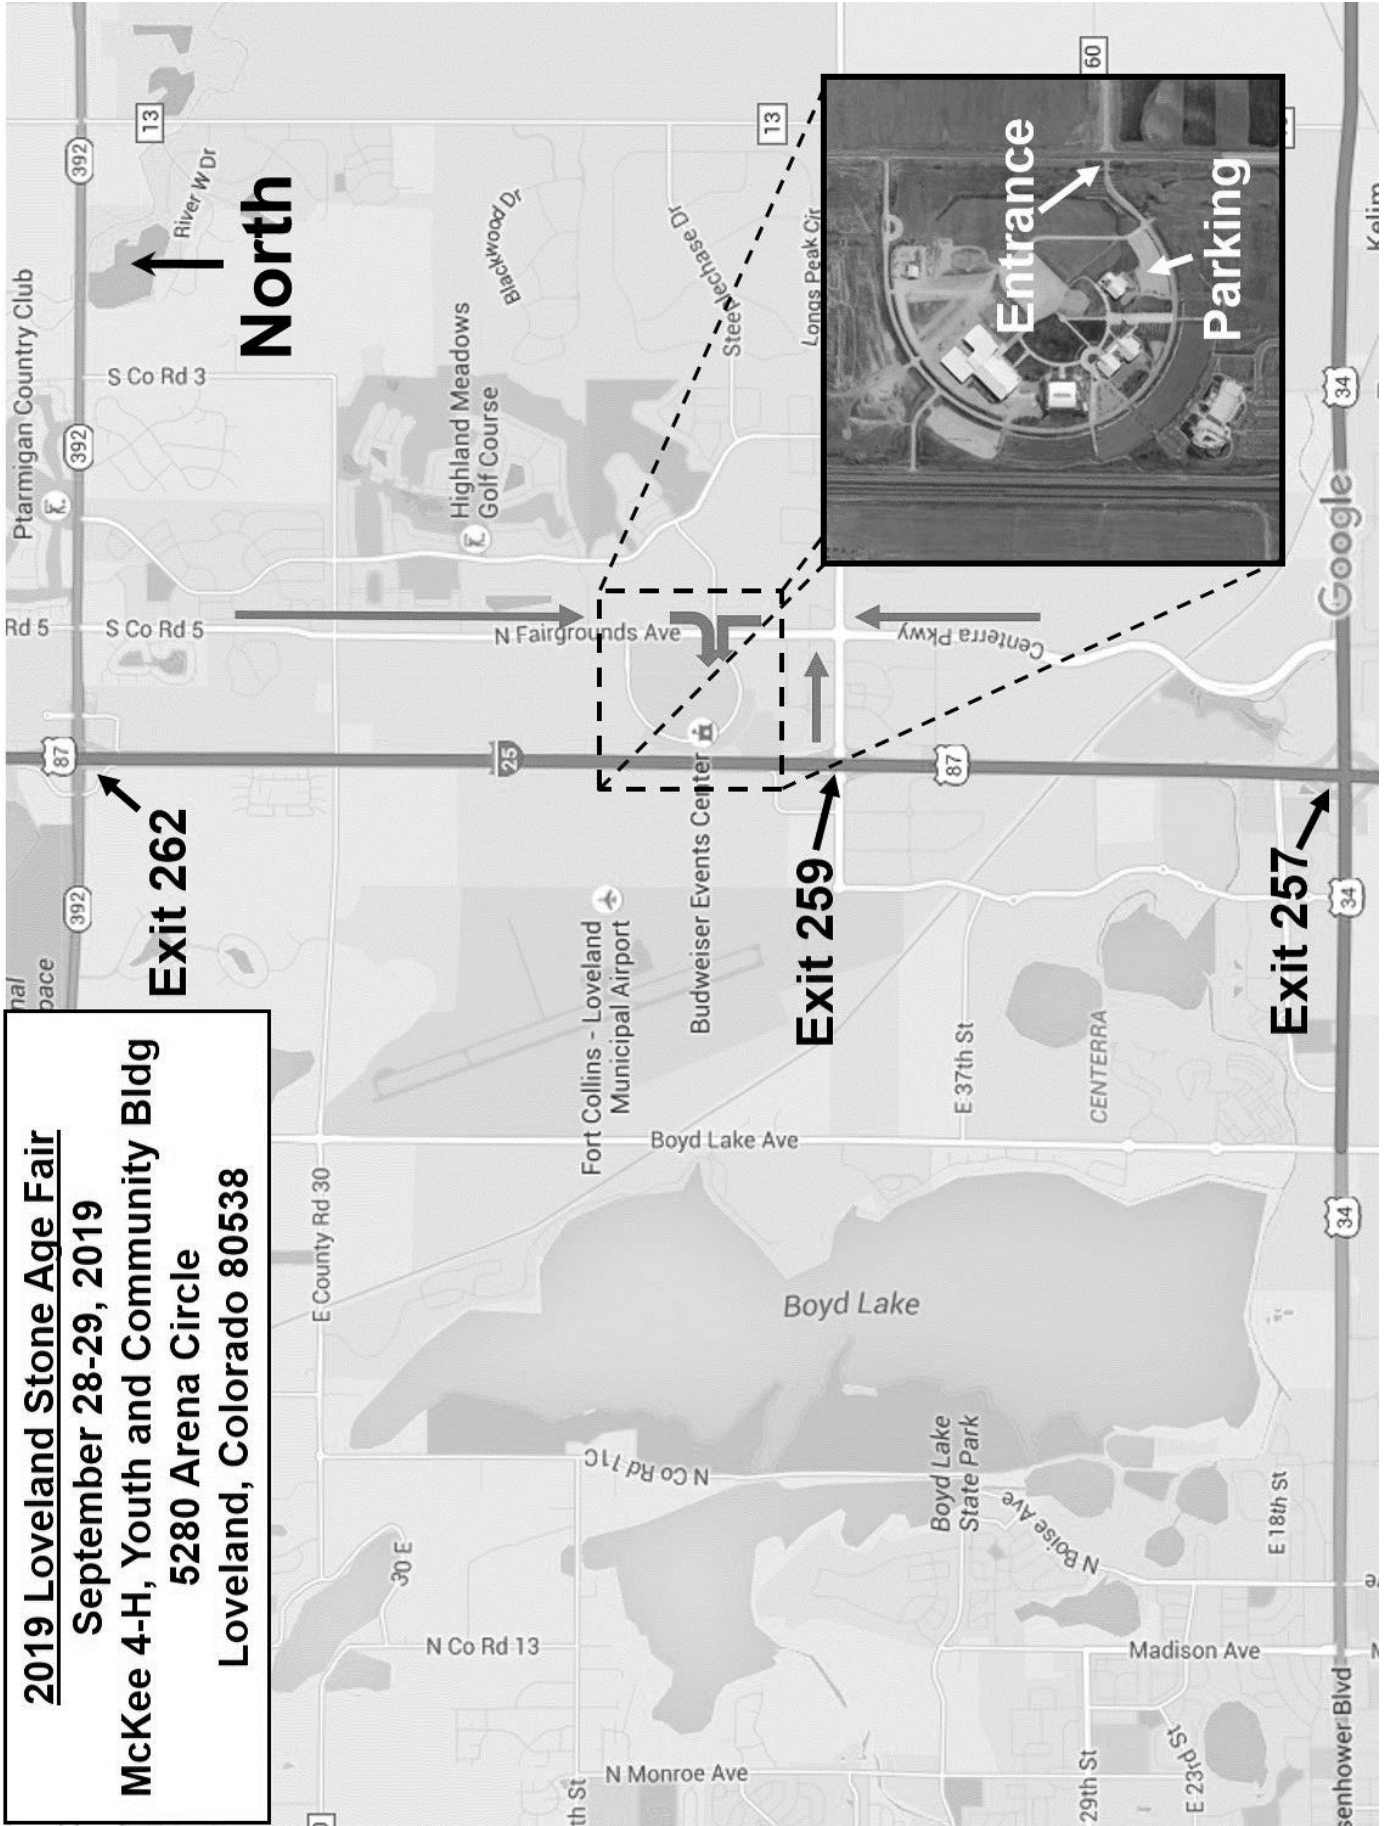 2019 Loveland Stone Age Fair
September 28-29, 2019
McKee 4-H, Youth and Community Bldg
5280 Arena Circle
Loveland, Colorado 80538
Ptarmigan Country Club
Rd 5
87
392
392
392
S Co Rd 5
S Co Rd 3
13
River W Dr
Exit 262
North
E County Rd 30
30 E
N Co Rd 13
Highland Meadows
Golf Course
Blackwood Dr
25
N Fairgrounds Ave
Fort Collins - Loveland
Municipal Airport
N Co Rd 11C
N Monroe Ave
Boyd Lake Ave
Budweiser Events Center
Steeplechase Dr
13
Longs Peak Cir
Exit 259
Boyd Lake
Centerra Pkwy
87
E 37th St
Boyd Lake
State Park
N Boise Ave
60
CENTERRA
29th St
Madison Ave
E 23rd St
Entrance
Parking
Exit 257
E 18th St
Google
34
34
34
senhower Blvd
Kelim